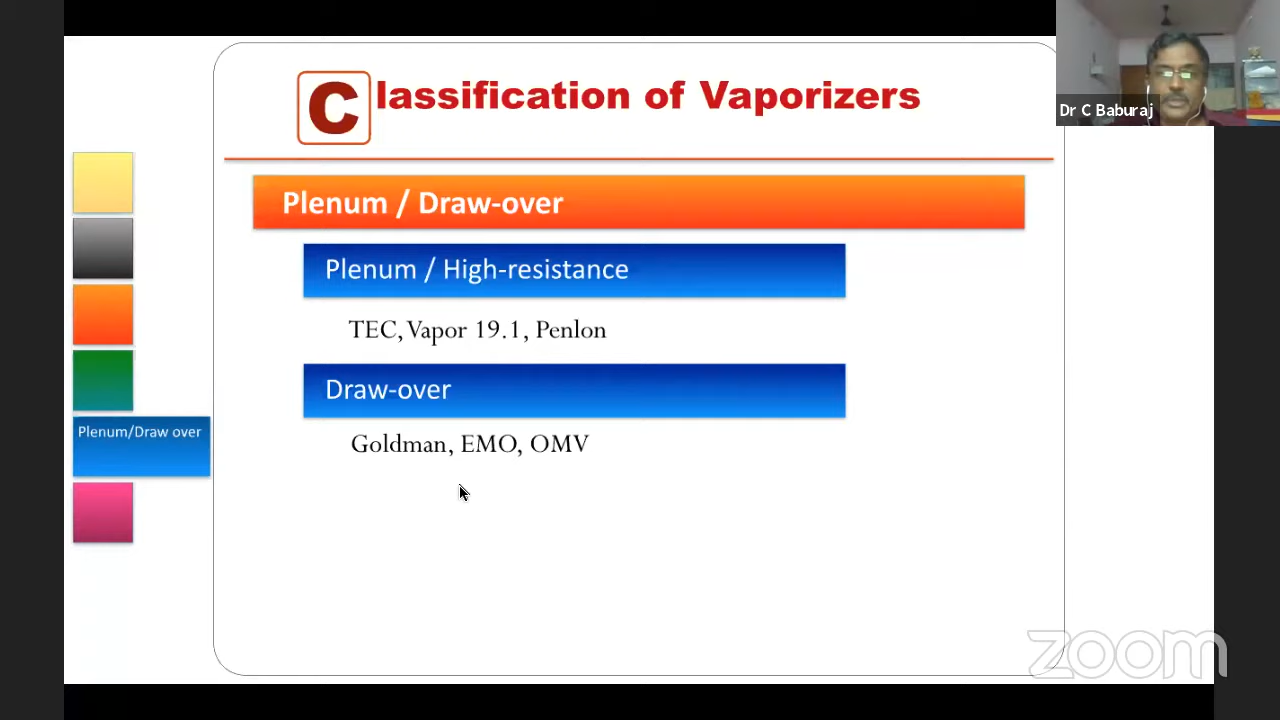 Classification of Vaporizers
Dr C Baburaj
Plenum / Draw-over
Plenum / High-resistance
TEC, Vapor 19.1, Penlon
Draw-over
Plenum/Draw over
Goldman, EMO, OMV
zoom